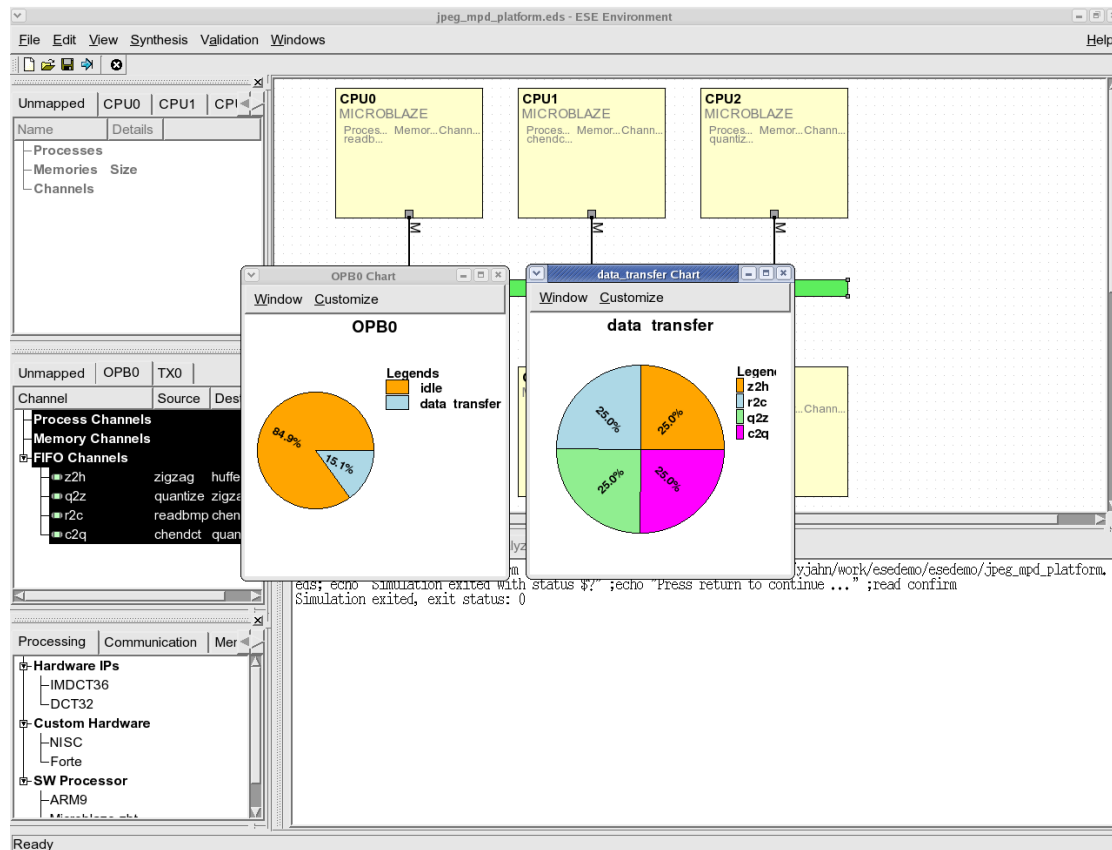 jpeg_mpd_platform.eds - ESE Environment
File Edit View Synthesis Validation Windows Help
Unmapped CPU0 CPU1
Name Details
Processes
Memories Size
Channels
CPU0
MICROBLAZE
Proces... Memor... Chann...
readb...
CPU1
MICROBLAZE
Proces... Memor... Chann...
chendc...
CPU2
MICROBLAZE
Proces... Memor... Chann...
quantiz...
M M M
OPB0 Chart
Window Customize
OPB0
Legends
idle
data transfer
84.9%
15.1%
data_transfer Chart
Window Customize
data transfer
z2h
r2c
q2z
c2q
25.0% 25.0%
25.0% 25.0%
Chann...
Unmapped OPB0 TX0
Channel Source
Process Channels
Memory Channels
FIFO Channels
z2h zigzag
q2z quantize
r2c readbmp
c2q chendct
yjahn/work/esedemo/esedemo/jpeg_mpd_platform.
eds; echo "Simulation exited with status $?" ;echo "Press return to continue ..." ;read confirm
Simulation exited, exit status: 0
Processing Communication
Hardware IPs
IMDCT36
DCT32
Custom Hardware
NISC
Forte
SW Processor
ARM9
Ready